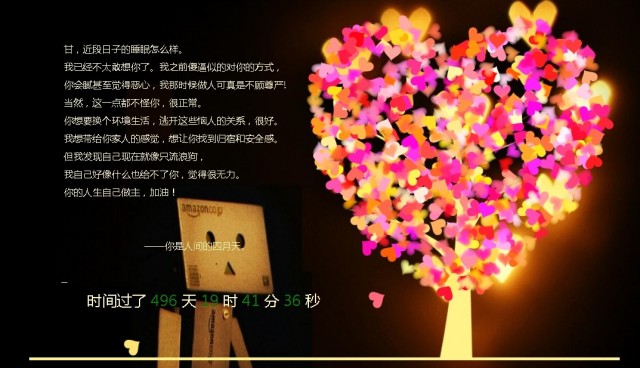 甘，近段日子的睡眠怎么样。
我已经不太敢想你了。我之前傻逼似的对你的方式，
你会腻甚至觉得恶心，我那时候做人可真是不顾尊严!
当然，这一点都不怪你，很正常。
你想要换个环境生活，逃开这些恼人的关系，很好。
我想带给你家人的感觉，想让你找到归宿和安全感。
但我发现自己现在就像只流浪狗，
我自己好像什么也给不了你，觉得很无力。
你的人生自己做主，加油！
amazon.co.jp
——你是人间的四月天。
_
时间过了 496 天 19 时 41 分 36 秒
amazon